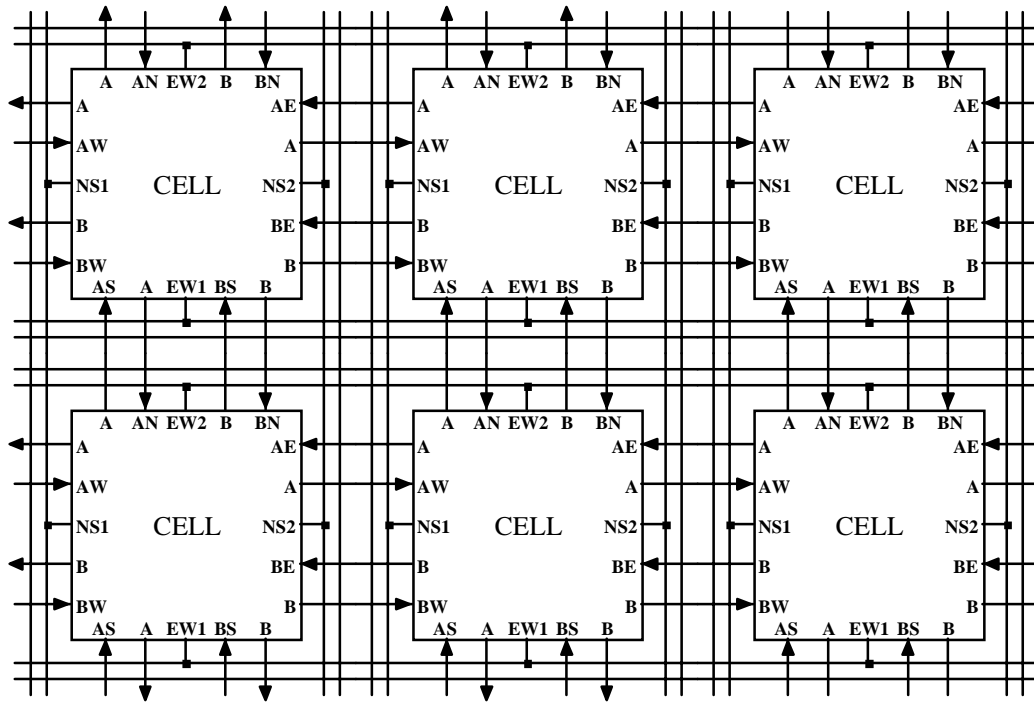 A AN EW2 B BN A AN EW2 B BN A AN EW2 B BN
A AE A AE A AE
AW A AW A AW A
NS1 CELL NS2 NS1 CELL NS2 NS1 CELL NS2
B BE B BE B BE
BW B BW B BW B
AS A EW1 BS B AS A EW1 BS B AS A EW1 BS B
A AN EW2 B BN A AN EW2 B BN A AN EW2 B BN
A AE A AE A AE
AW A AW A AW A
NS1 CELL NS2 NS1 CELL NS2 NS1 CELL NS2
B BE B BE B BE
BW B BW B BW B
AS A EW1 BS B AS A EW1 BS B AS A EW1 BS B